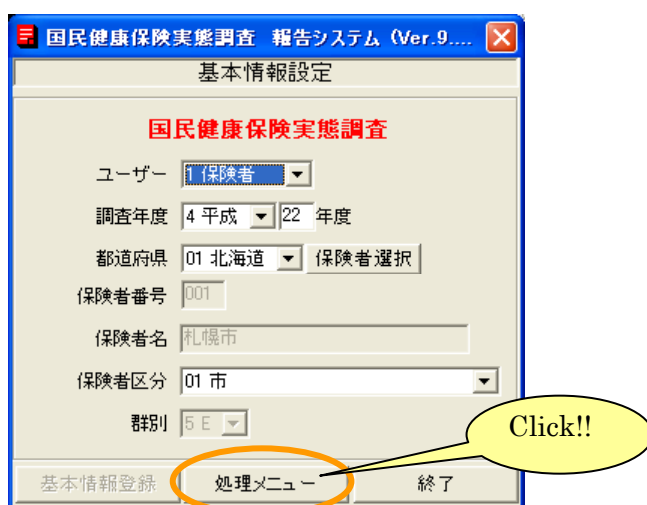 国民健康保険実態調査 報告システム (Ver.9....
基本情報設定
国民健康保険実態調査
ユーザー 1 保険者
調査年度 4 平成 22 年度
都道府県 01 北海道 保険者選択
保険者番号 001
保険者名 札幌市
保険者区分 01 市
群別 5 E
Click!!
基本情報登録 処理メニュー 終了